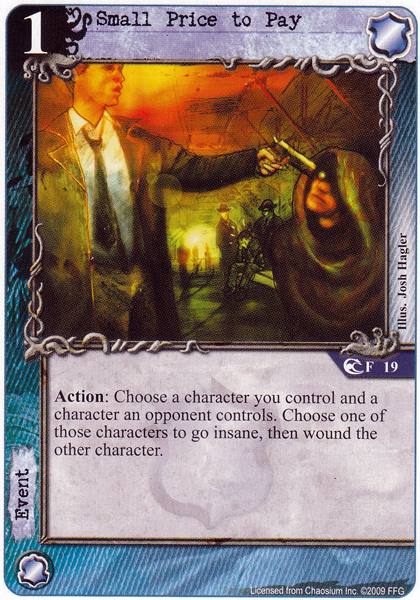 1
Small Price to Pay
Illus. Josh Hagler
F 19
Action: Choose a character you control and a
character an opponent controls. Choose one of
those characters to go insane, then wound the
other character.
Event
Licensed from Chaosium Inc. ©2009 FFG